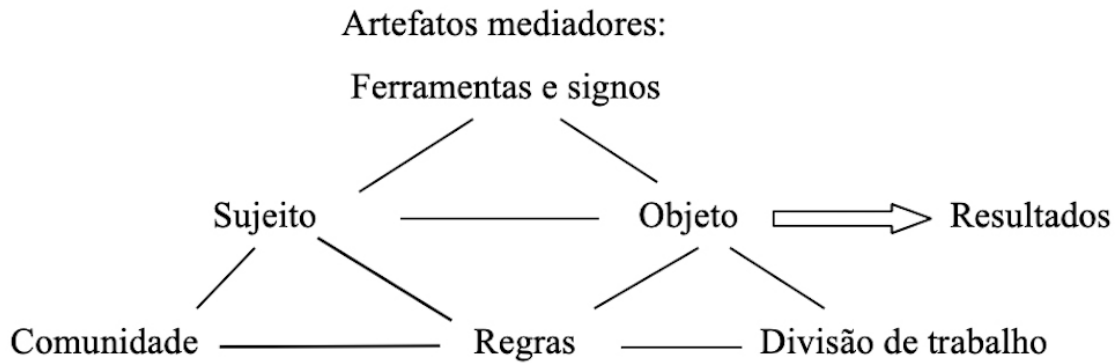 Artefatos mediadores:
Ferramentas e signos
Sujeito Objeto Resultados
Comunidade Regras Divisão de trabalho